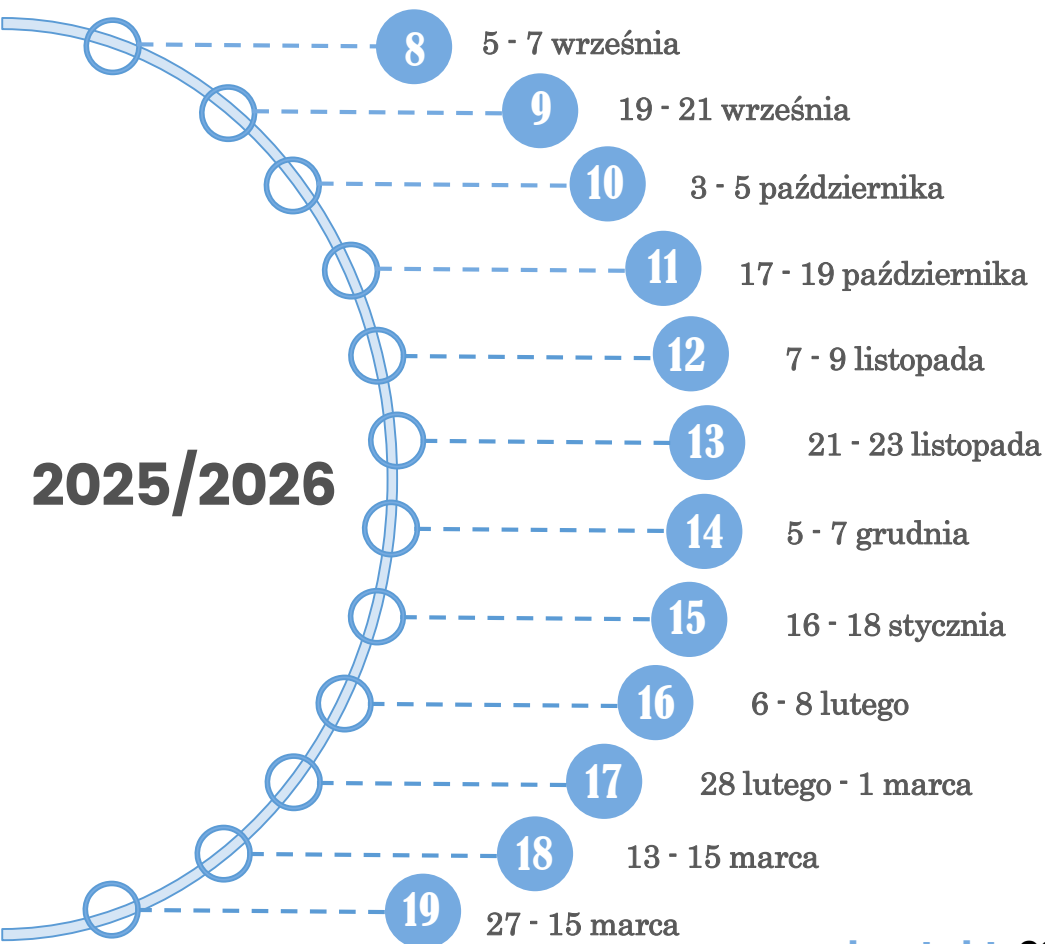 8 5 - 7 września
9 19 - 21 września
10 3 - 5 października
11 17 - 19 października
12 7 - 9 listopada
13 21 - 23 listopada
2025/2026
14 5 - 7 grudnia
15 16 - 18 stycznia
16 6 - 8 lutego
17 28 lutego - 1 marca
18 13 - 15 marca
19 27 - 15 marca